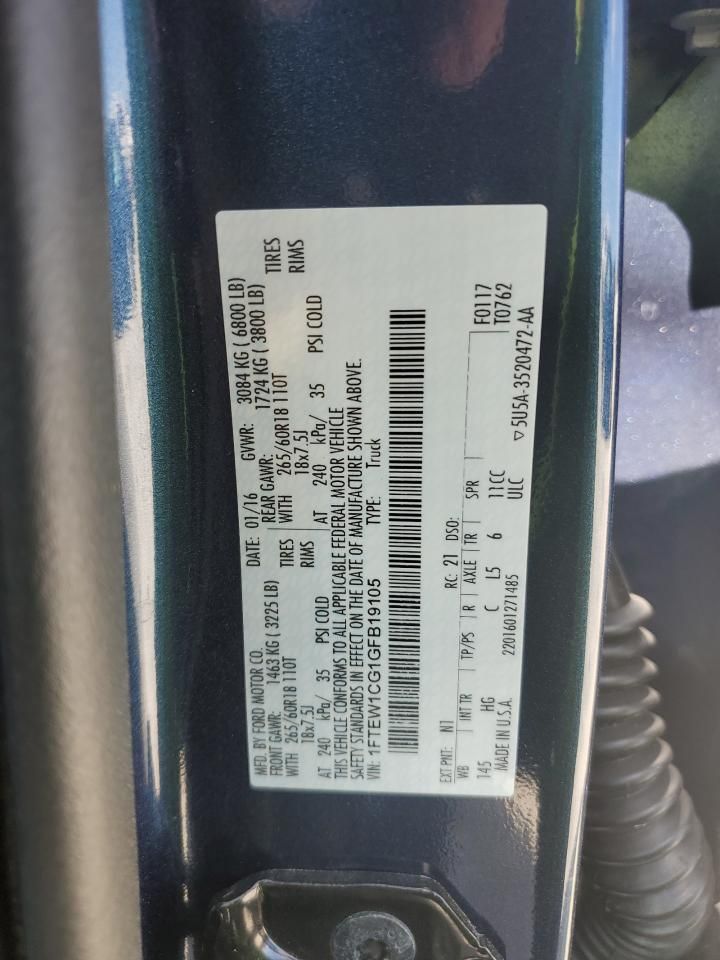 MFD. BY FORD MOTOR CO. DATE: 01/16 GVWR: 3084 KG ( 6800 LB)
FRONT GAWR: 1463 KG ( 3225 LB) REAR GAWR: 1724 KG ( 3800 LB)
WITH 265/60R18 110T TIRES WITH 265/60R18 110T TIRES
18x7.5J RIMS 18x7.5J RIMS
AT 240 kPa/ 35 PSI COLD AT 240 kPa/ 35 PSI COLD
THIS VEHICLE CONFORMS TO ALL APPLICABLE FEDERAL MOTOR VEHICLE
SAFETY STANDARDS IN EFFECT ON THE DATE OF MANUFACTURE SHOWN ABOVE.
VIN: 1FTEW1CG1GFB19105 TYPE: Truck
EXT PNT: N1 RC: 21 DSO: F0117
WB INT TR TP/PS R AXLE TR SPR T0762
145 HG C L5 6 11CC
MADE IN U.S.A. 2201601271485 ULC ▽5U5A-3520472-AA